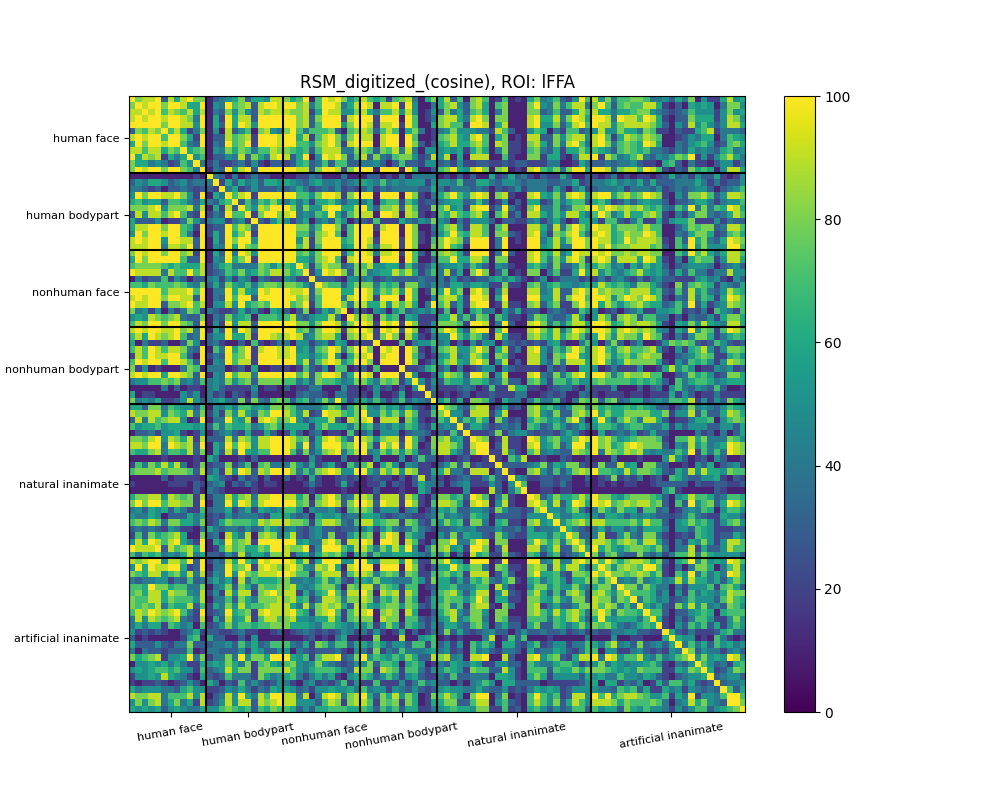 RSM_digitized_(cosine), ROI: lFFA
human face
human bodypart
nonhuman face
nonhuman bodypart
natural inanimate
artificial inanimate
human face
human bodypart
nonhuman face
nonhuman bodypart
natural inanimate
artificial inanimate
100
80
60
40
20
0